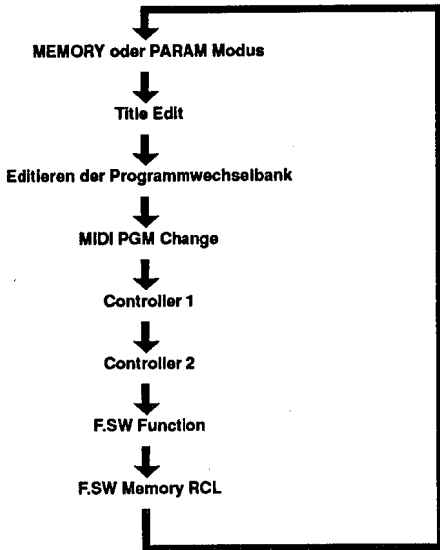 MEMORY oder PARAM Modus
Title Edit
Editieren der Programmwechselbank
MIDI PGM Change
Controller 1
Controller 2
F.SW Function
F.SW Memory RCL